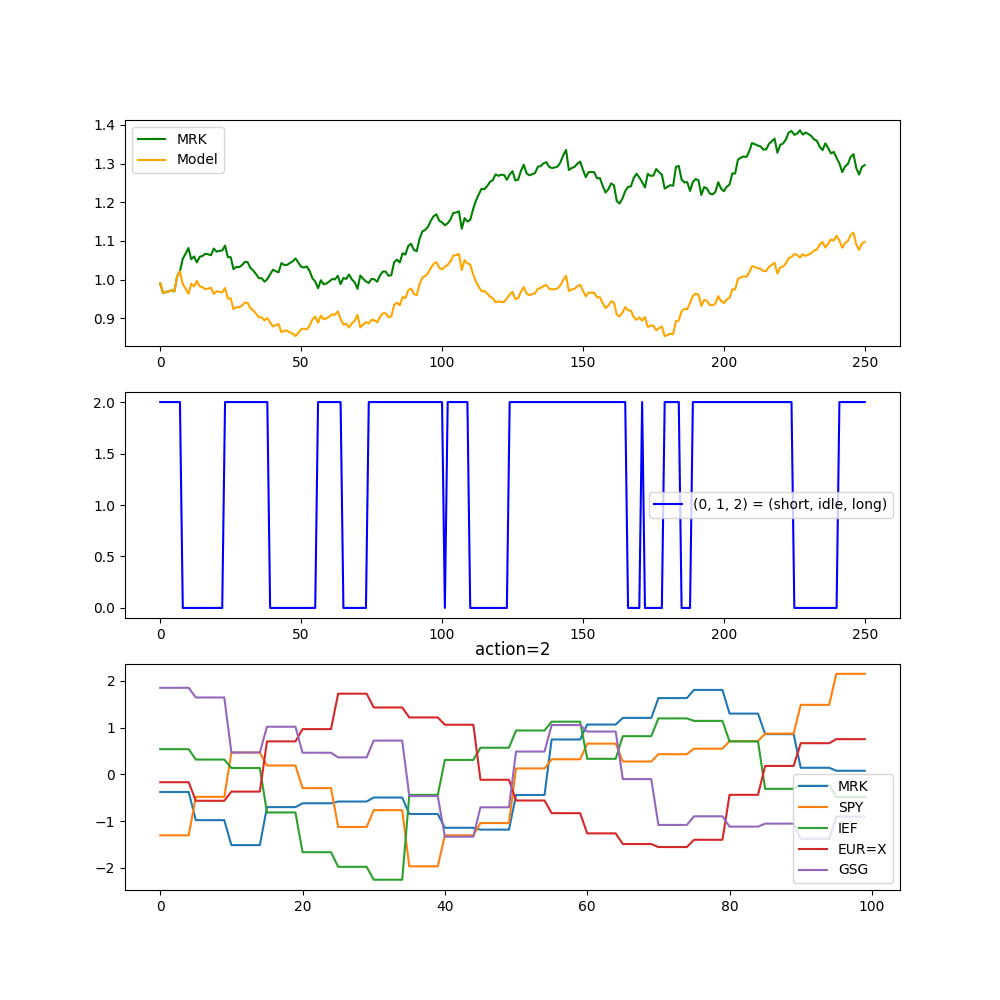 1.4
1.3
1.2
1.1
1.0
0.9
MRK
Model
0 50 100 150 200 250
2.0
1.5
1.0
0.5
0.0
(0, 1, 2) = (short, idle, long)
0 50 100 150 200 250
action=2
2
1
0
−1
−2
MRK
SPY
IEF
EUR=X
GSG
0 20 40 60 80 100